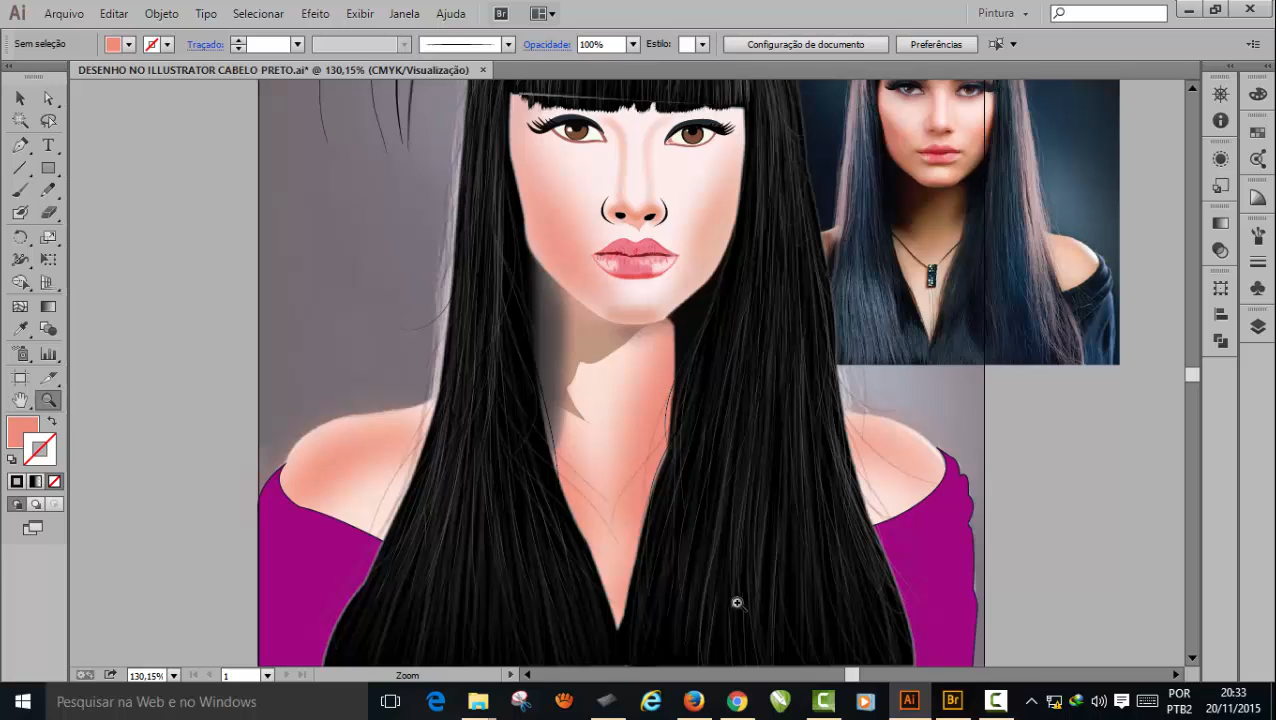 Ai Arquivo Editar Objeto Tipo Selecionar Efeito Exibir Janela Ajuda Br Pintura
Sem seleção Traçado: Opacidade: 100% Estilo: Configuração de documento Preferências
DESENHO NO ILLUSTRATOR CABELO PRETO.ai* @ 130,15% (CMYK/Visualização) ×
130,15% 1 Zoom
Pesquisar na Web e no Windows Ai Br POR 20:33
PTB2 20/11/2015